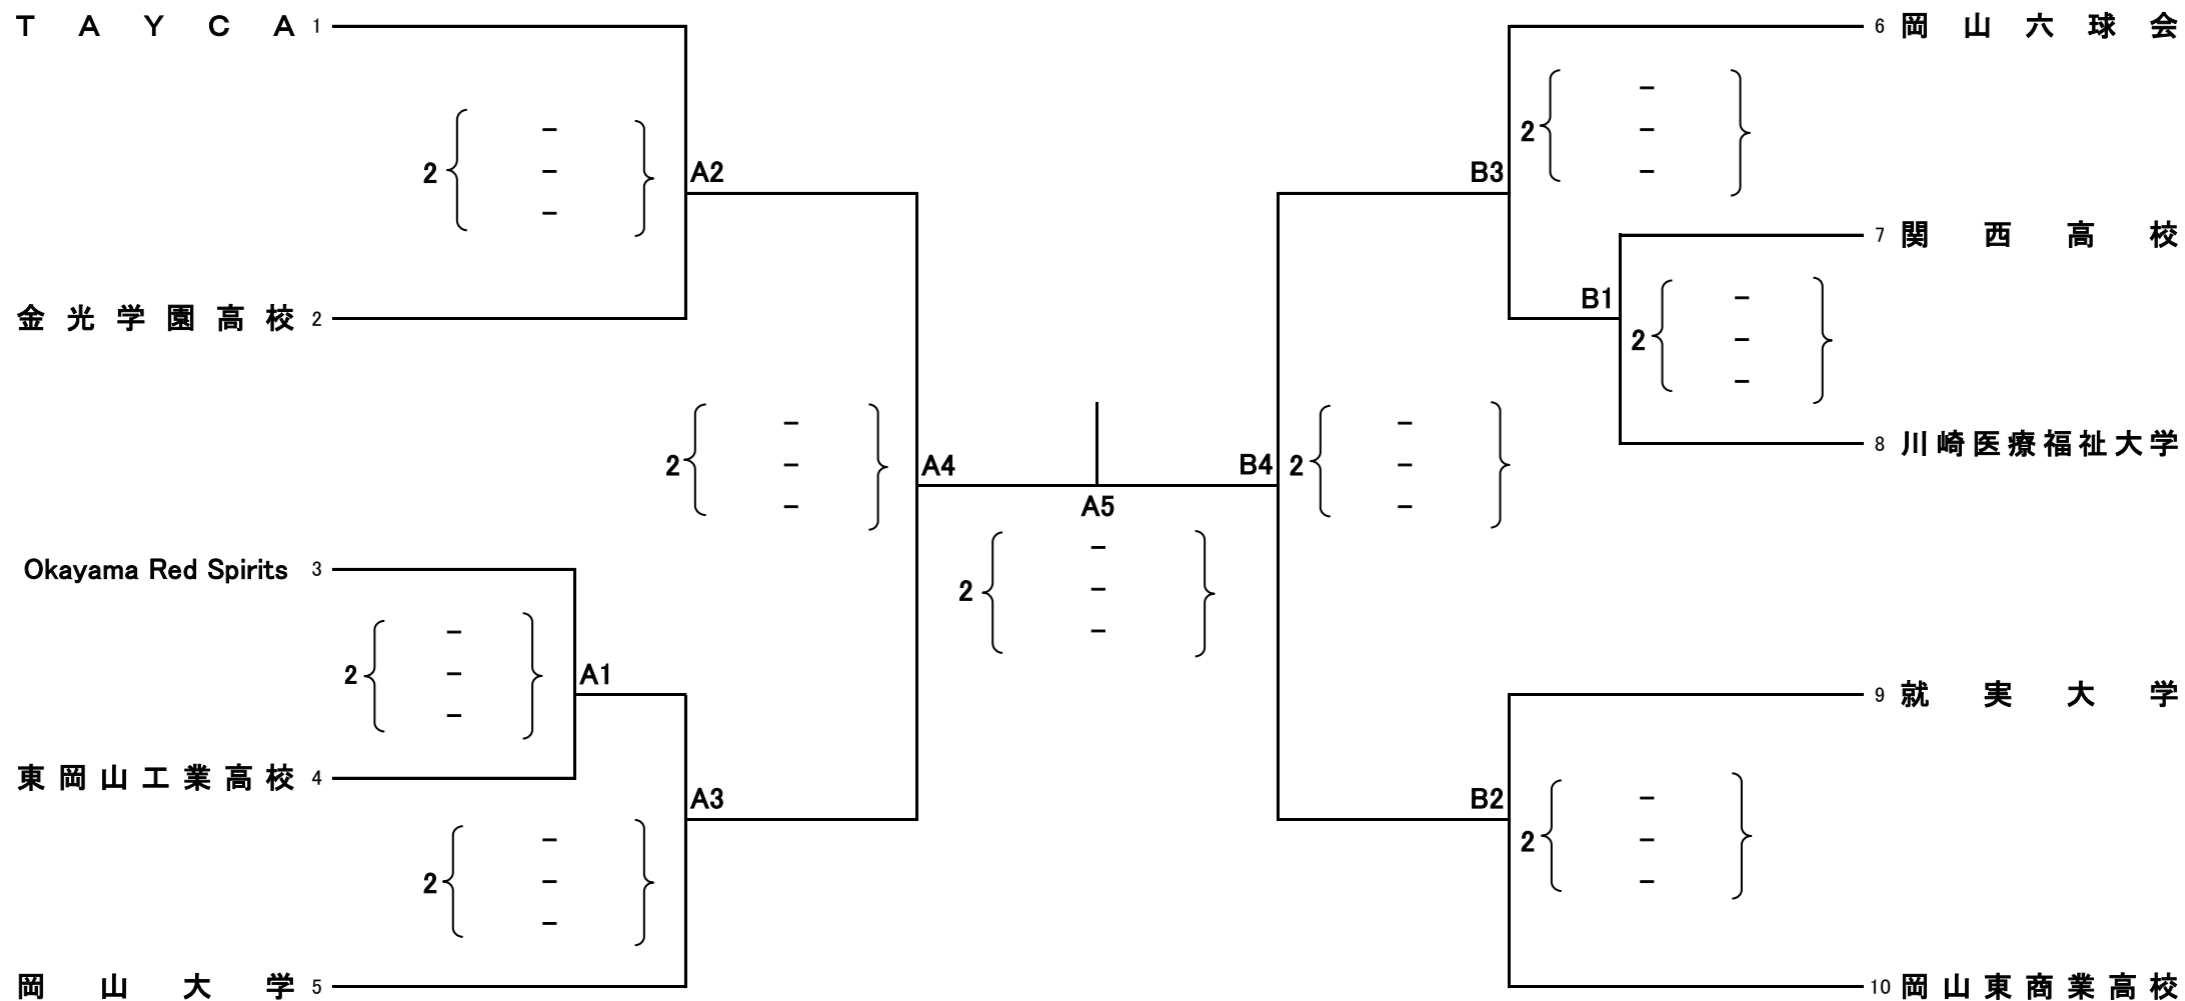 TAYCA 1
2 - - -
A2
金光学園高校 2
2 - - -
A4
Okayama Red Spirits 3
2 - - -
A1
東岡山工業高校 4
A3
2 - - -
岡山大学 5
A5
2 - - -
6 岡山六球会
2 - - -
B3
7 関西高校
B1
2 - - -
8 川崎医療福祉大学
B4 2 - - -
9 就実大学
B2
2 - - -
10 岡山東商業高校